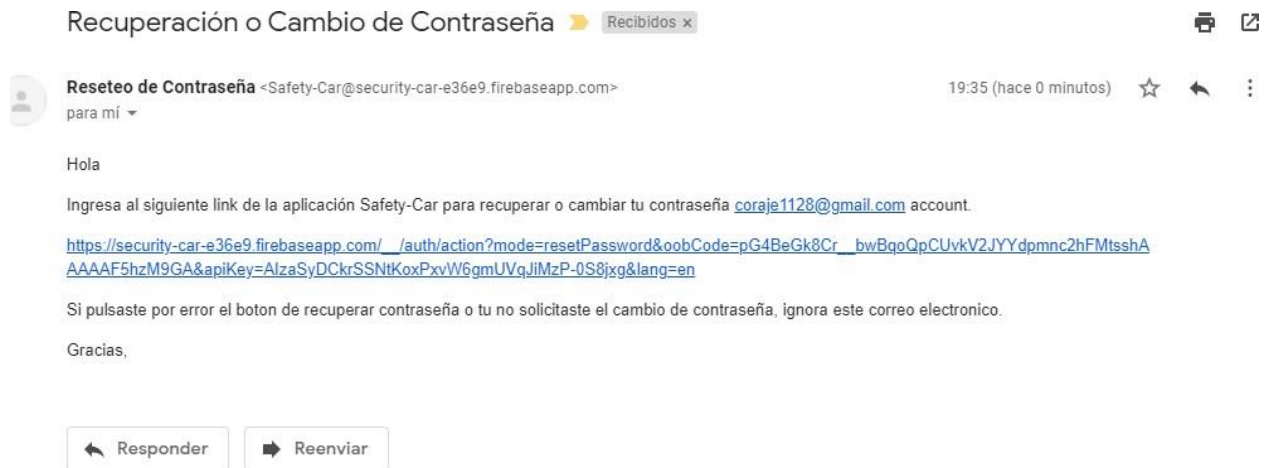 Recuperación o Cambio de Contraseña Recibidos x
Reseteo de Contraseña <Safety-Car@security-car-e36e9.firebaseapp.com> 19:35 (hace 0 minutos)
para mí
Hola
Ingresa al siguiente link de la aplicación Safety-Car para recuperar o cambiar tu contraseña coraje1128@gmail.com account.
https://security-car-e36e9.firebaseapp.com/__/auth/action?mode=resetPassword&oobCode=pG4BeGk8Cr__bwBqoQpCUvkV2JYYdpmnc2hFMtsshA
AAAAF5hzM9GA&apiKey=AIzaSyDCkrSSNtKoxPxvW6gmUVqJiMzP-0S8jxg&lang=en
Si pulsaste por error el boton de recuperar contraseña o tu no solicitaste el cambio de contraseña, ignora este correo electronico.
Gracias,
Responder Reenviar